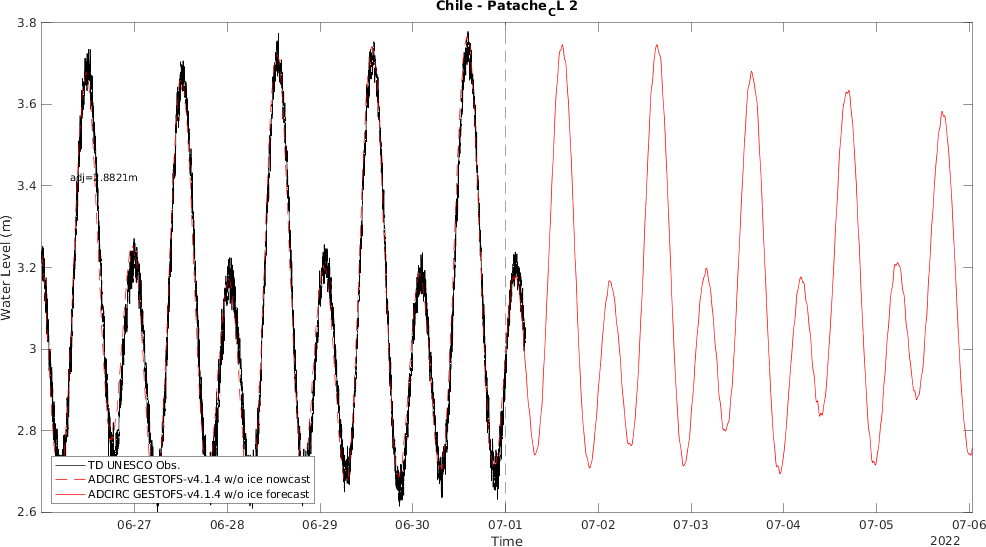 Chile - PatacheCL 2
3.8
3.6
3.4
3.2
3
2.8
2.6
Water Level (m)
adj=2.8821m
TD UNESCO Obs.
ADCIRC GESTOFS-v4.1.4 w/o ice nowcast
ADCIRC GESTOFS-v4.1.4 w/o ice forecast
06-27 06-28 06-29 06-30 07-01 07-02 07-03 07-04 07-05 07-06
Time
2022